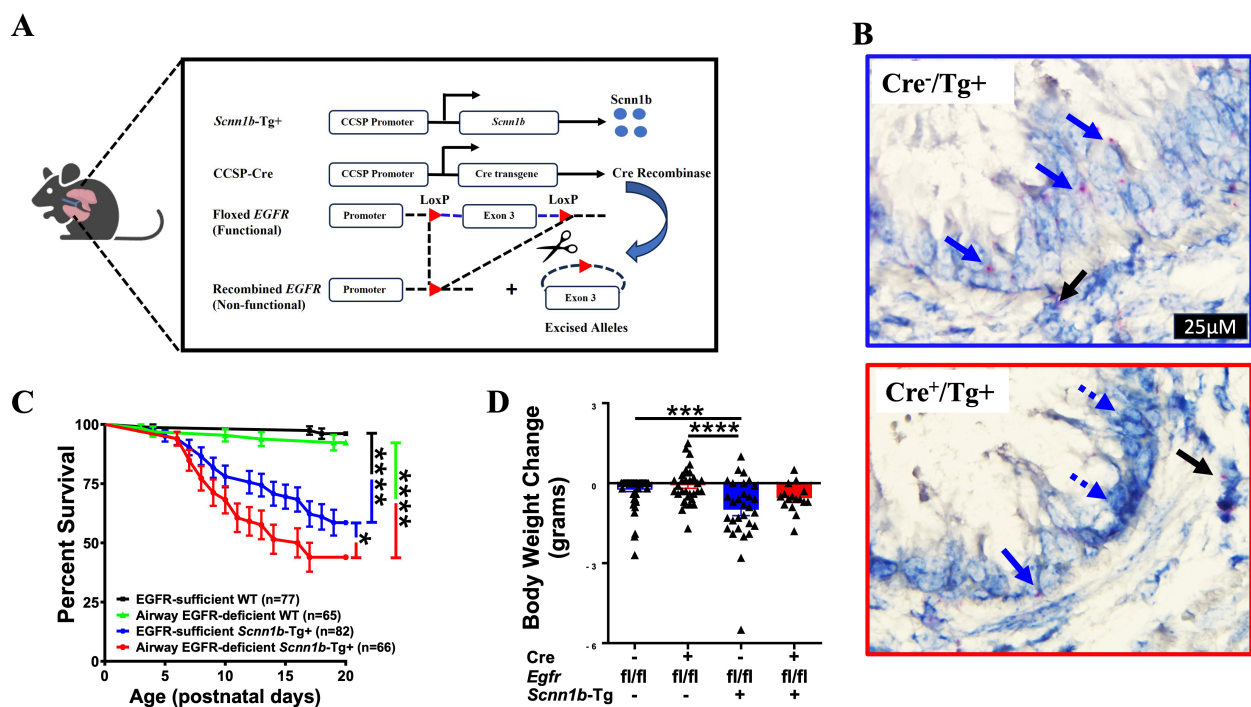 A
Scnn1b-Tg+
CCSP Promoter
Scnn1b
Scnn1b
CCSP-Cre
CCSP Promoter
Cre transgene
Cre Recombinase
Floxed EGFR
(Functional)
Promoter
LoxP
Exon 3
LoxP
Recombined EGFR
(Non-functional)
Promoter
+
Exon 3
Excised Alleles
B
Cre⁻/Tg+
25µM
Cre⁺/Tg+
C
Percent Survival
100
75
50
25
0
****
****
*
EGFR-sufficient WT (n=77)
Airway EGFR-deficient WT (n=65)
EGFR-sufficient Scnn1b-Tg+ (n=82)
Airway EGFR-deficient Scnn1b-Tg+ (n=66)
0 5 10 15 20
Age (postnatal days)
D
Body Weight Change
(grams)
3
0
-3
-6
***
****
Cre - + - +
Egfr fl/fl fl/fl fl/fl fl/fl
Scnn1b-Tg - - + +